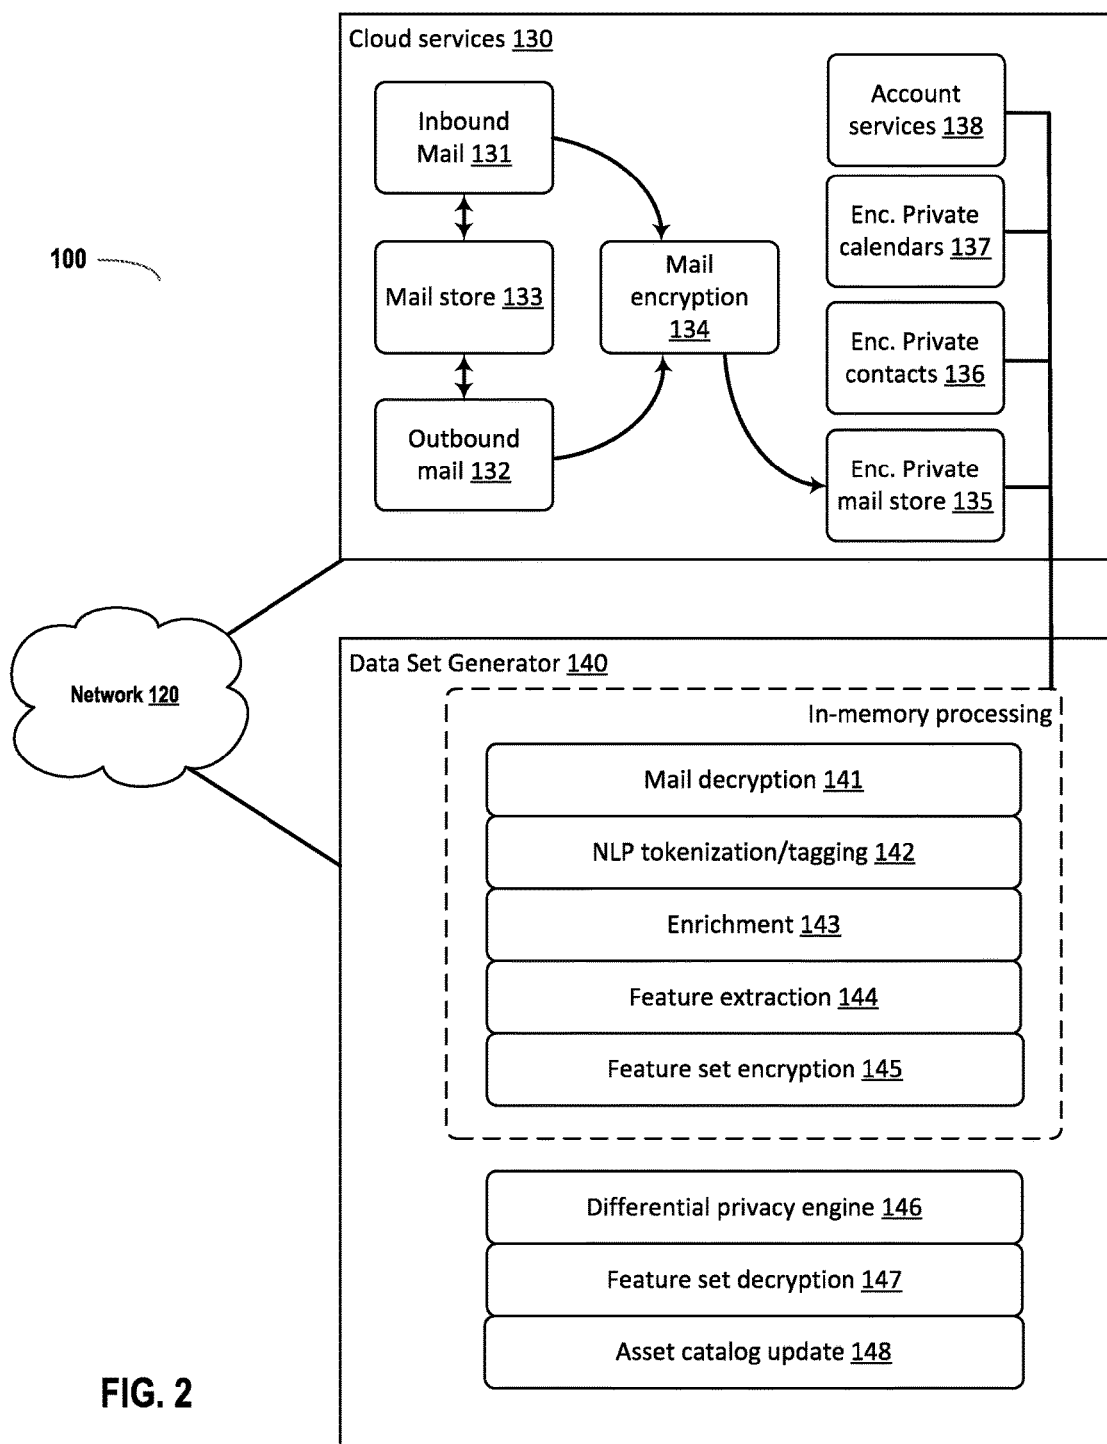 Cloud services 130
Inbound
Mail 131
Mail store 133
Outbound
mail 132
Mail
encryption
134
Account
services 138
Enc. Private
calendars 137
Enc. Private
contacts 136
Enc. Private
mail store 135
100
Network 120
Data Set Generator 140
In-memory processing
Mail decryption 141
NLP tokenization/tagging 142
Enrichment 143
Feature extraction 144
Feature set encryption 145
Differential privacy engine 146
Feature set decryption 147
Asset catalog update 148
FIG. 2